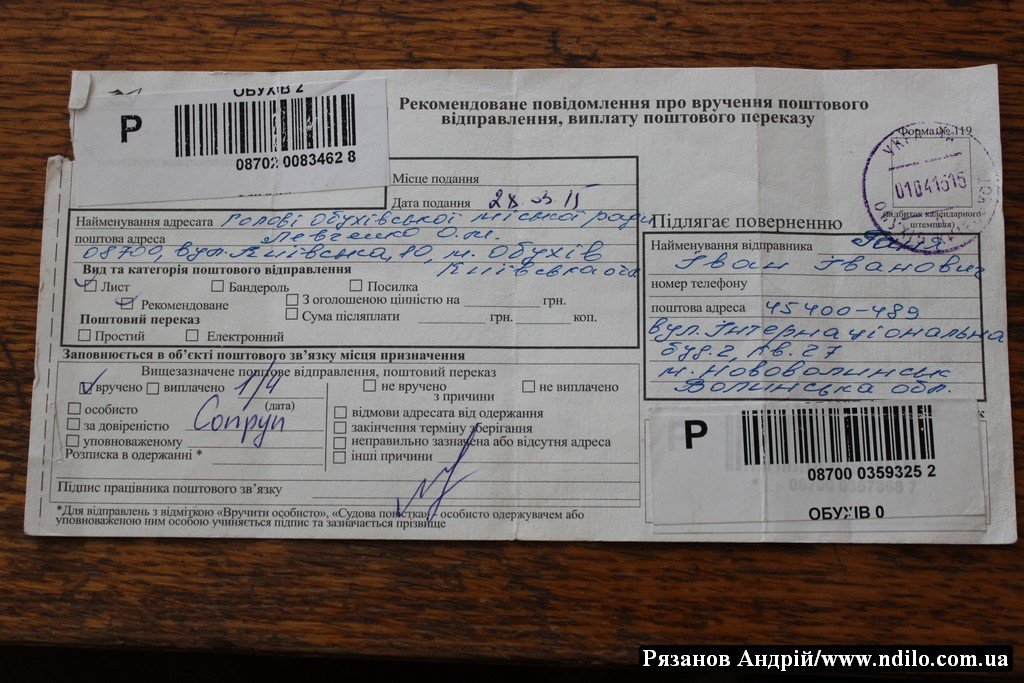 ОБУХІВ 2
Р
08702 0083462 8
Рекомендоване повідомлення про вручення поштового
відправлення, виплату поштового переказу
Форма № 119
010415 15
(відбиток календарного
штемпеля)
Місце подання
Дата подання 28 03 15
Найменування адресата Голові Обухівської міської ради
Левченко О.М.
поштова адреса
08700, вул. Київська, 10, м. Обухів
Київська обл
Вид та категорія поштового відправлення
Лист Бандероль Посилка
Рекомендоване З оголошеною цінністю на грн.
Сума післяплати грн. коп.
Поштовий переказ
Простий Електронний
Підлягає поверненню
Найменування відправника
Іван Іванович
номер телефону
поштова адреса 45400-489
вул. Інтернаціональна
буд. 2, кв. 27
м. Нововолинськ
Волинська обл.
Заповнюється в об'єкті поштового зв'язку місця призначення
Вищезазначене поштове відправлення, поштовий переказ
вручено виплачено 1/4
(дата)
не вручено не виплачено
з причини
особисто
за довіреністю
уповноваженому
Розписка в одержанні *
відмови адресата від одержання
закінчення терміну зберігання
неправильно зазначена або відсутня адреса
інші причини
Підпис працівника поштового зв'язку
*Для відправлень з відміткою «Вручити особисто», «Судова повістка» - особисто одержувачем або
уповноваженою ним особою учиняється підпис та зазначається прізвище
Р
08700 0359325 2
ОБУХІВ 0
Рязанов Андрій/www.ndilo.com.ua